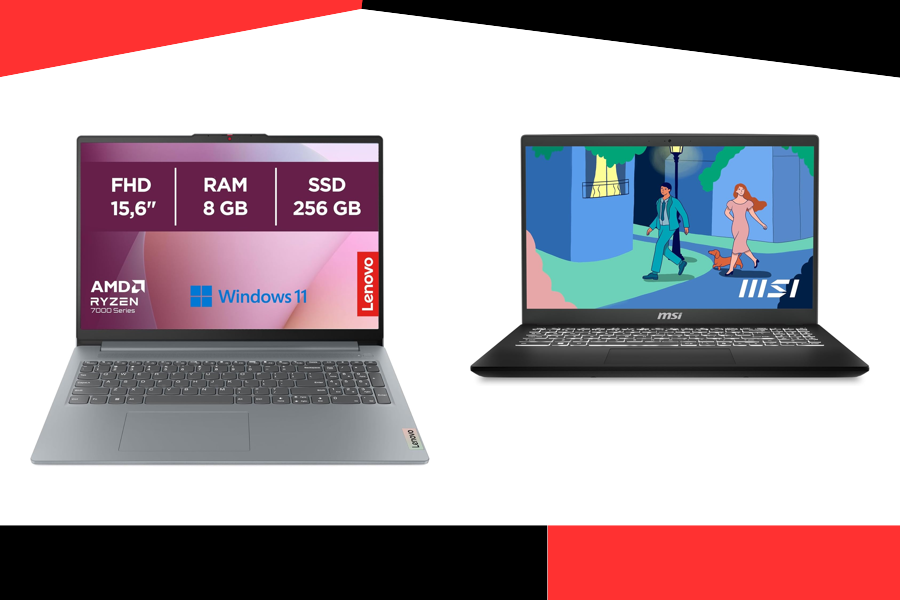 FHD
15,6"
RAM
8 GB
SSD
256 GB
AMD
RYZEN
7000 Series
Windows 11
Lenovo
Lenovo
msi
msi